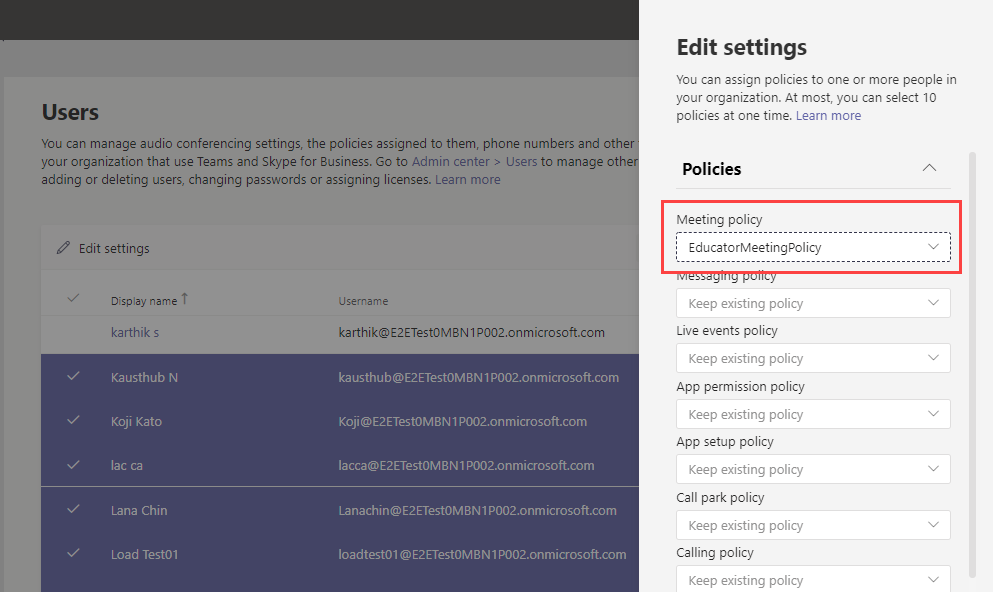 Users
You can manage audio conferencing settings, the policies assigned to them, phone numbers and other
your organization that use Teams and Skype for Business. Go to Admin center > Users to manage other
adding or deleting users, changing passwords or assigning licenses. Learn more
Edit settings
Display name ↑ Username
karthik s karthik@E2ETest0MBN1P002.onmicrosoft.com
Kausthub N kausthub@E2ETest0MBN1P002.onmicrosoft.com
Koji Kato Koji@E2ETest0MBN1P002.onmicrosoft.com
lac ca lacca@E2ETest0MBN1P002.onmicrosoft.com
Lana Chin Lanachin@E2ETest0MBN1P002.onmicrosoft.com
Load Test01 loadtest01@E2ETest0MBN1P002.onmicrosoft.com
Edit settings
You can assign policies to one or more people in
your organization. At most, you can select 10
policies at one time. Learn more
Policies
Meeting policy
EducatorMeetingPolicy
Messaging policy
Keep existing policy
Live events policy
Keep existing policy
App permission policy
Keep existing policy
App setup policy
Keep existing policy
Call park policy
Keep existing policy
Calling policy
Keep existing policy